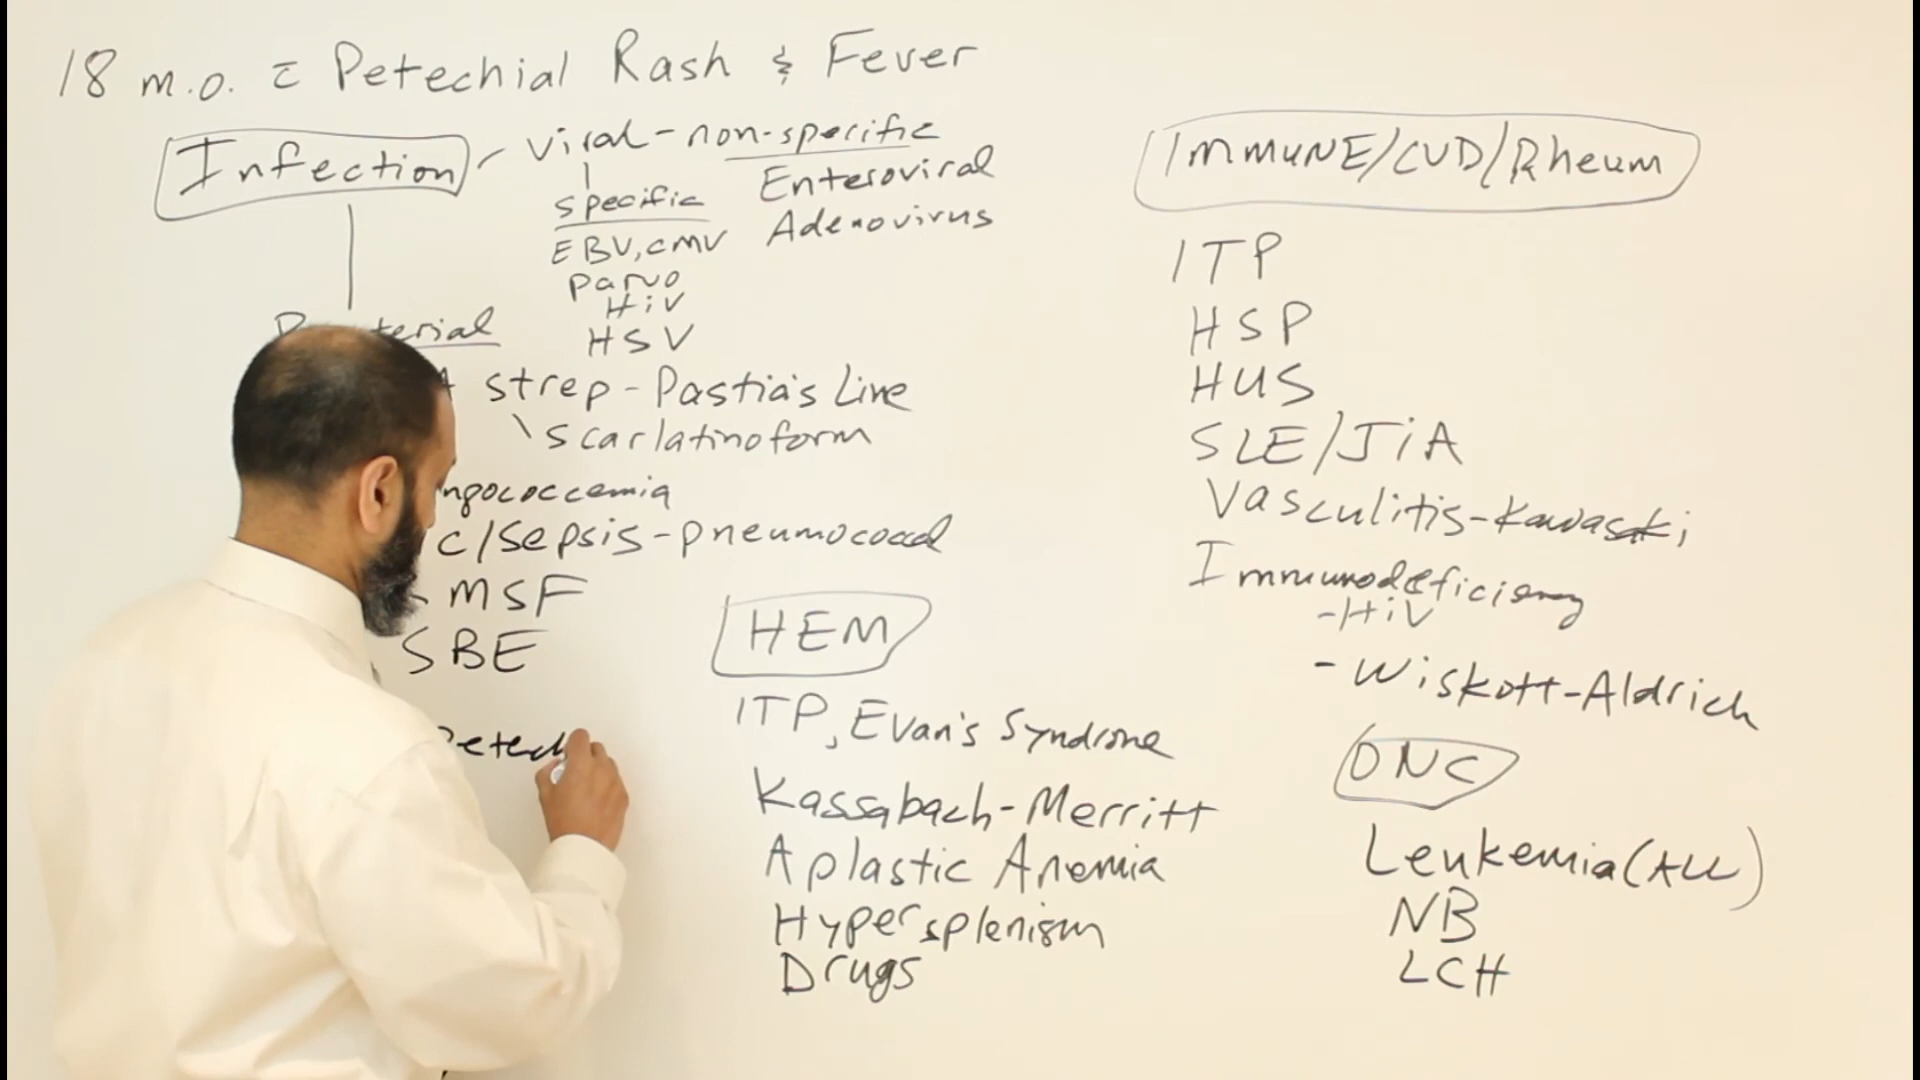 18 m.o. c Petechial Rash & Fever
Infection - Viral - non-specific
Enteroviral
Adenovirus
specific
EBV, CMV
Parvo
HiV
HSV
strep - Pastia's Line
\ scarlatinoform
c/Sepsis - pneumococcal
MSF
SBE
Petech
HEM
ITP, Evan's Syndrome
Kassabach-Merritt
Aplastic Anemia
Hypersplenism
Drugs
IMMUNE/CVD/Rheum
ITP
HSP
HUS
SLE/JiA
Vasculitis - Kawasaki
Immunodeficiency
- HiV
- Wiskott-Aldrich
ONC
Leukemia (ALL)
NB
LCH